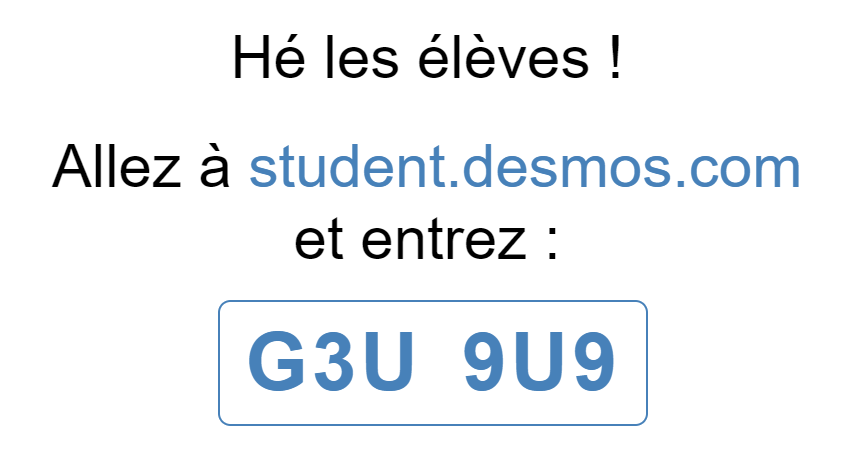 Hé les élèves !
Allez à student.desmos.com
et entrez :
G3U 9U9